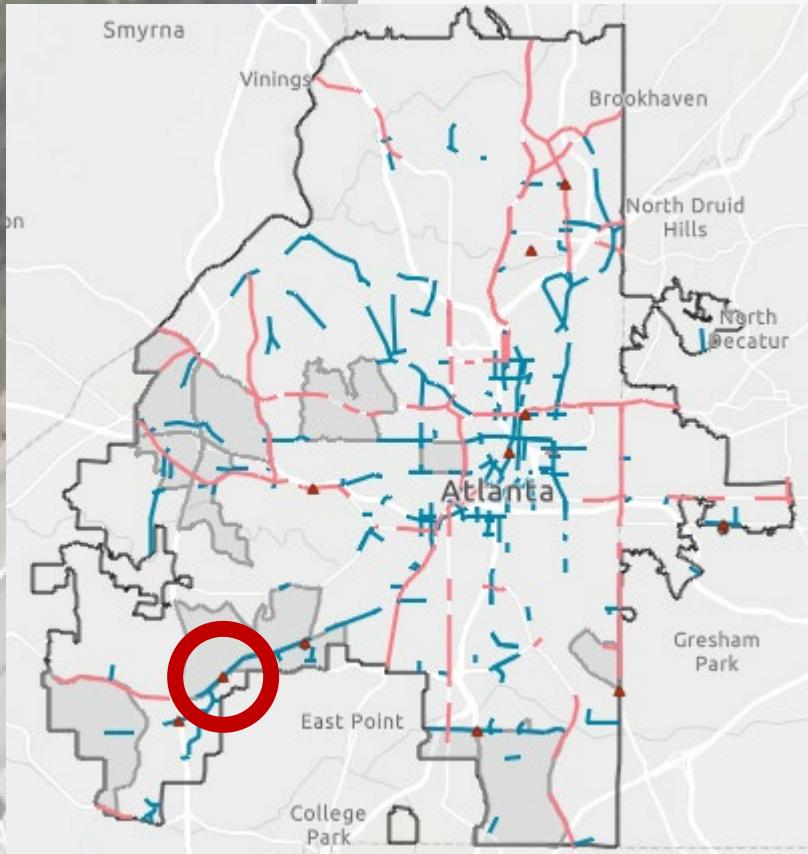 Smyrna
Vinings
Brookhaven
on
North Druid
Hills
North
Decatur
Atlanta
Gresham
Park
East Point
College
Park